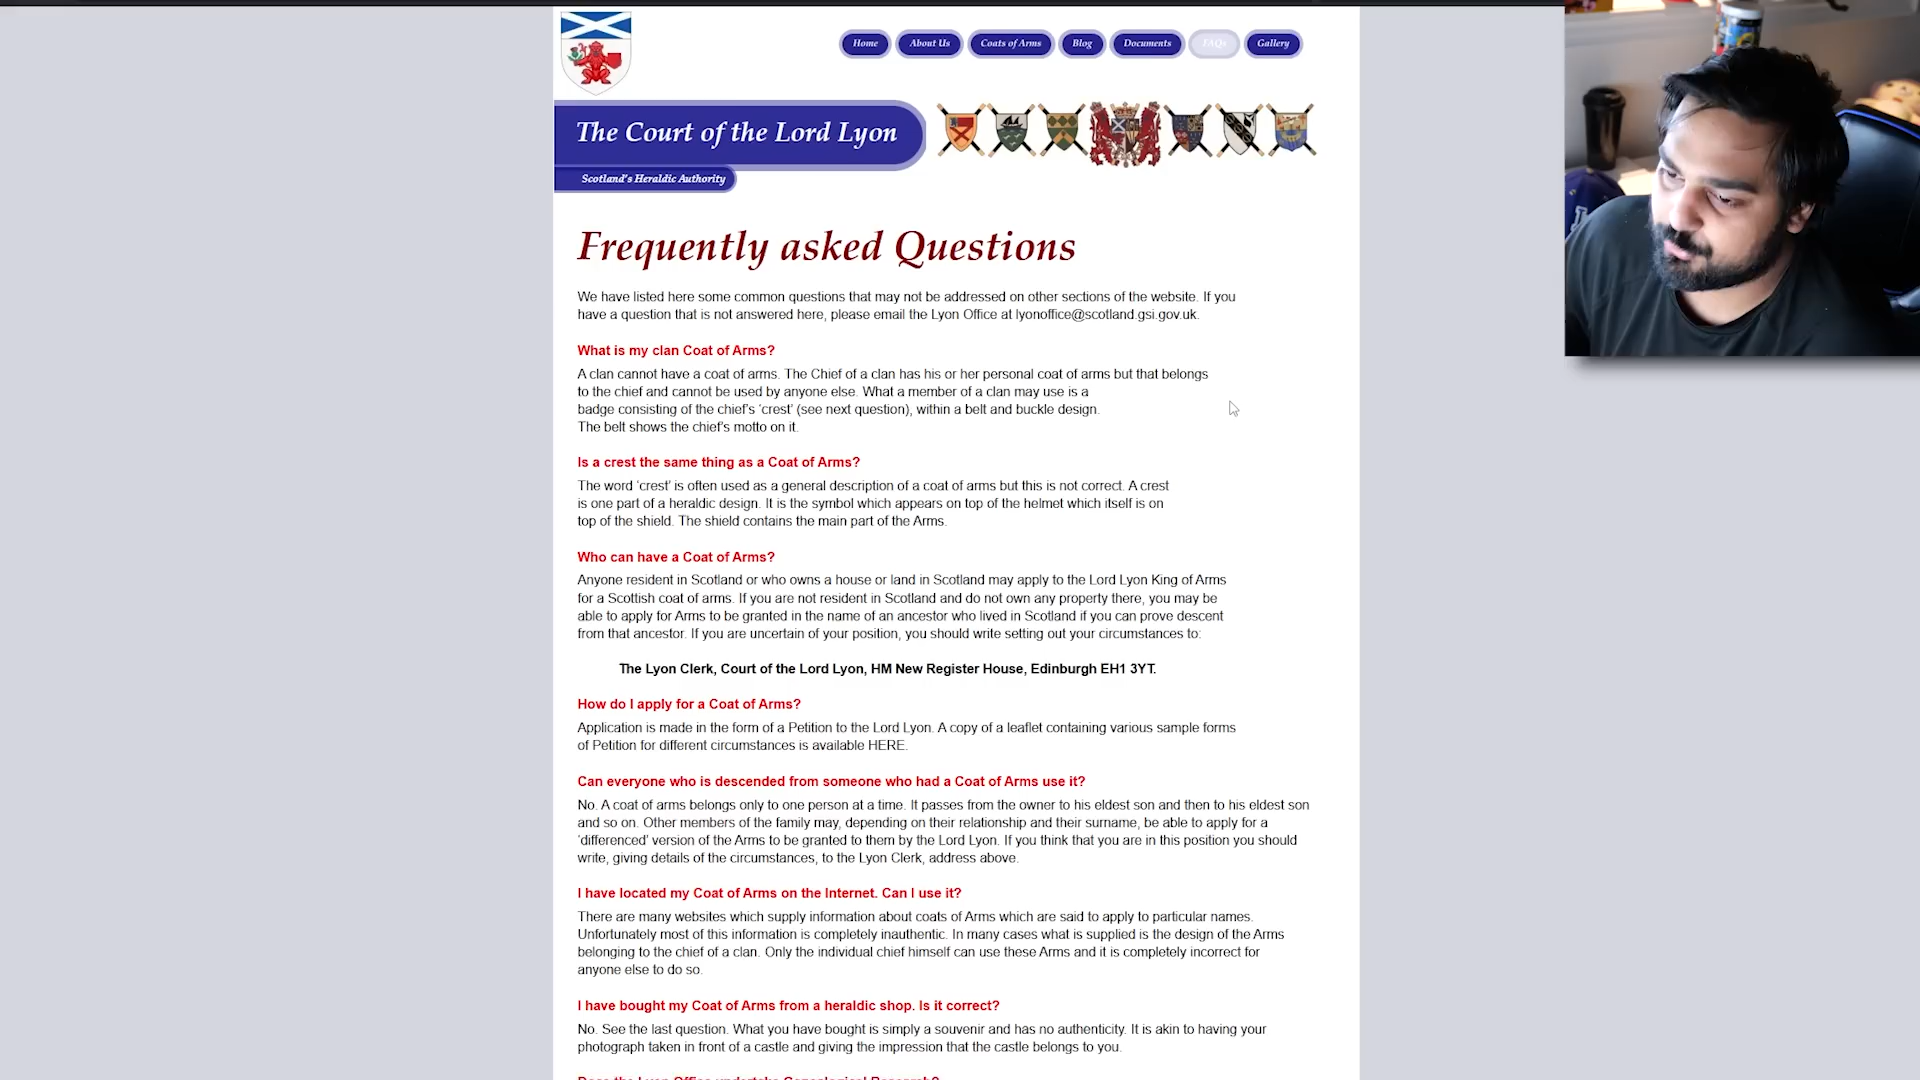 Home
About Us
Coats of Arms
Blog
Documents
FAQs
Gallery
The Court of the Lord Lyon
Scotland's Heraldic Authority
Frequently asked Questions
We have listed here some common questions that may not be addressed on other sections of the website. If you
have a question that is not answered here, please email the Lyon Office at lyonoffice@scotland.gsi.gov.uk.
What is my clan Coat of Arms?
A clan cannot have a coat of arms. The Chief of a clan has his or her personal coat of arms but that belongs
to the chief and cannot be used by anyone else. What a member of a clan may use is a
badge consisting of the chief's 'crest' (see next question), within a belt and buckle design.
The belt shows the chief's motto on it.
Is a crest the same thing as a Coat of Arms?
The word 'crest' is often used as a general description of a coat of arms but this is not correct. A crest
is one part of a heraldic design. It is the symbol which appears on top of the helmet which itself is on
top of the shield. The shield contains the main part of the Arms.
Who can have a Coat of Arms?
Anyone resident in Scotland or who owns a house or land in Scotland may apply to the Lord Lyon King of Arms
for a Scottish coat of arms. If you are not resident in Scotland and do not own any property there, you may be
able to apply for Arms to be granted in the name of an ancestor who lived in Scotland if you can prove descent
from that ancestor. If you are uncertain of your position, you should write setting out your circumstances to:
The Lyon Clerk, Court of the Lord Lyon, HM New Register House, Edinburgh EH1 3YT.
How do I apply for a Coat of Arms?
Application is made in the form of a Petition to the Lord Lyon. A copy of a leaflet containing various sample forms
of Petition for different circumstances is available HERE.
Can everyone who is descended from someone who had a Coat of Arms use it?
No. A coat of arms belongs only to one person at a time. It passes from the owner to his eldest son and then to his eldest son
and so on. Other members of the family may, depending on their relationship and their surname, be able to apply for a
'differenced' version of the Arms to be granted to them by the Lord Lyon. If you think that you are in this position you should
write, giving details of the circumstances, to the Lyon Clerk, address above.
I have located my Coat of Arms on the Internet. Can I use it?
There are many websites which supply information about coats of Arms which are said to apply to particular names.
Unfortunately most of this information is completely inauthentic. In many cases what is supplied is the design of the Arms
belonging to the chief of a clan. Only the individual chief himself can use these Arms and it is completely incorrect for
anyone else to do so.
I have bought my Coat of Arms from a heraldic shop. Is it correct?
No. See the last question. What you have bought is simply a souvenir and has no authenticity. It is akin to having your
photograph taken in front of a castle and giving the impression that the castle belongs to you.
Does the Lyon Office undertake Genealogical Research?